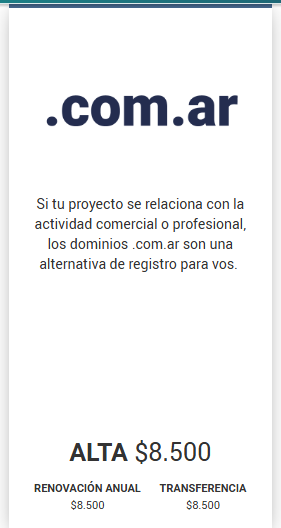 .com.ar
Si tu proyecto se relaciona con la
actividad comercial o profesional,
los dominios .com.ar son una
alternativa de registro para vos.
ALTA $8.500
RENOVACIÓN ANUAL TRANSFERENCIA
$8.500 $8.500